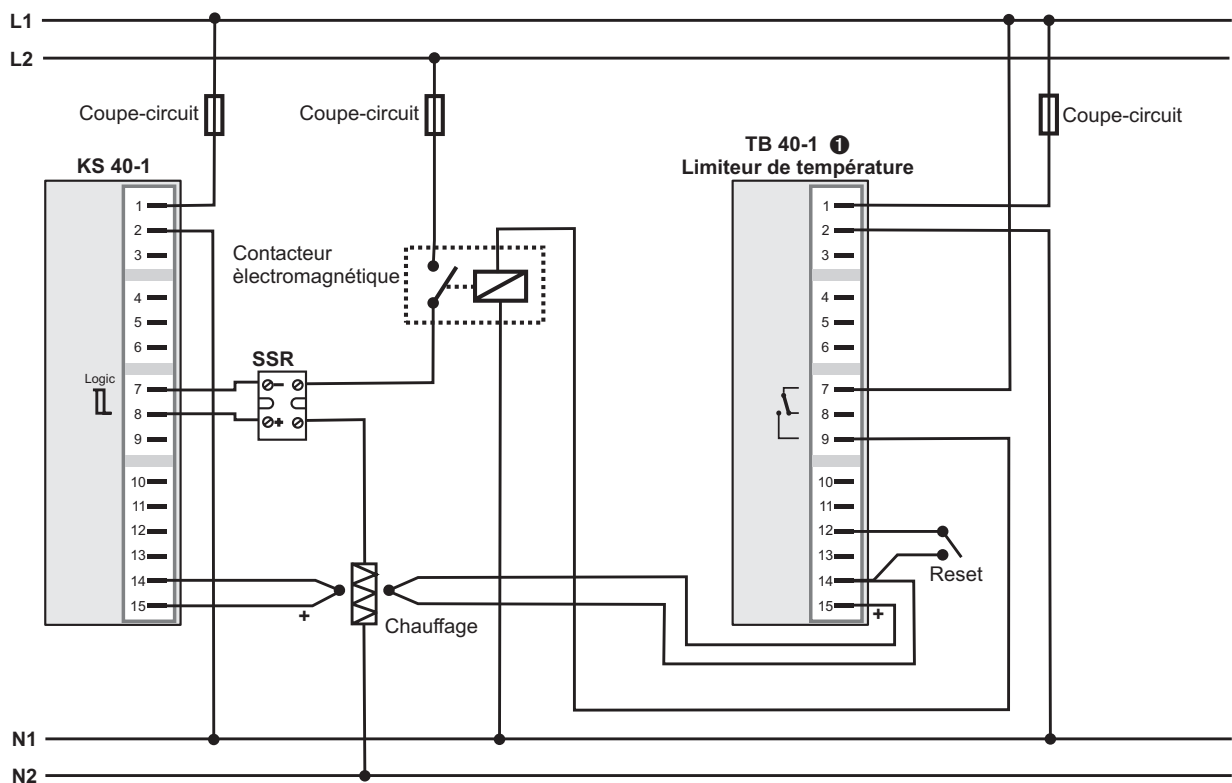 L1
L2
Coupe-circuit
Coupe-circuit
Coupe-circuit
KS 40-1
TB 40-1 ❶
Limiteur de température
1
2
3
4
5
6
Logic
7
8
9
10
11
12
13
14
15
Contacteur
èlectromagnétique
SSR
−
+
+
Chauffage
1
2
3
4
5
6
7
8
9
10
11
12
13
14
15
+
Reset
N1
N2